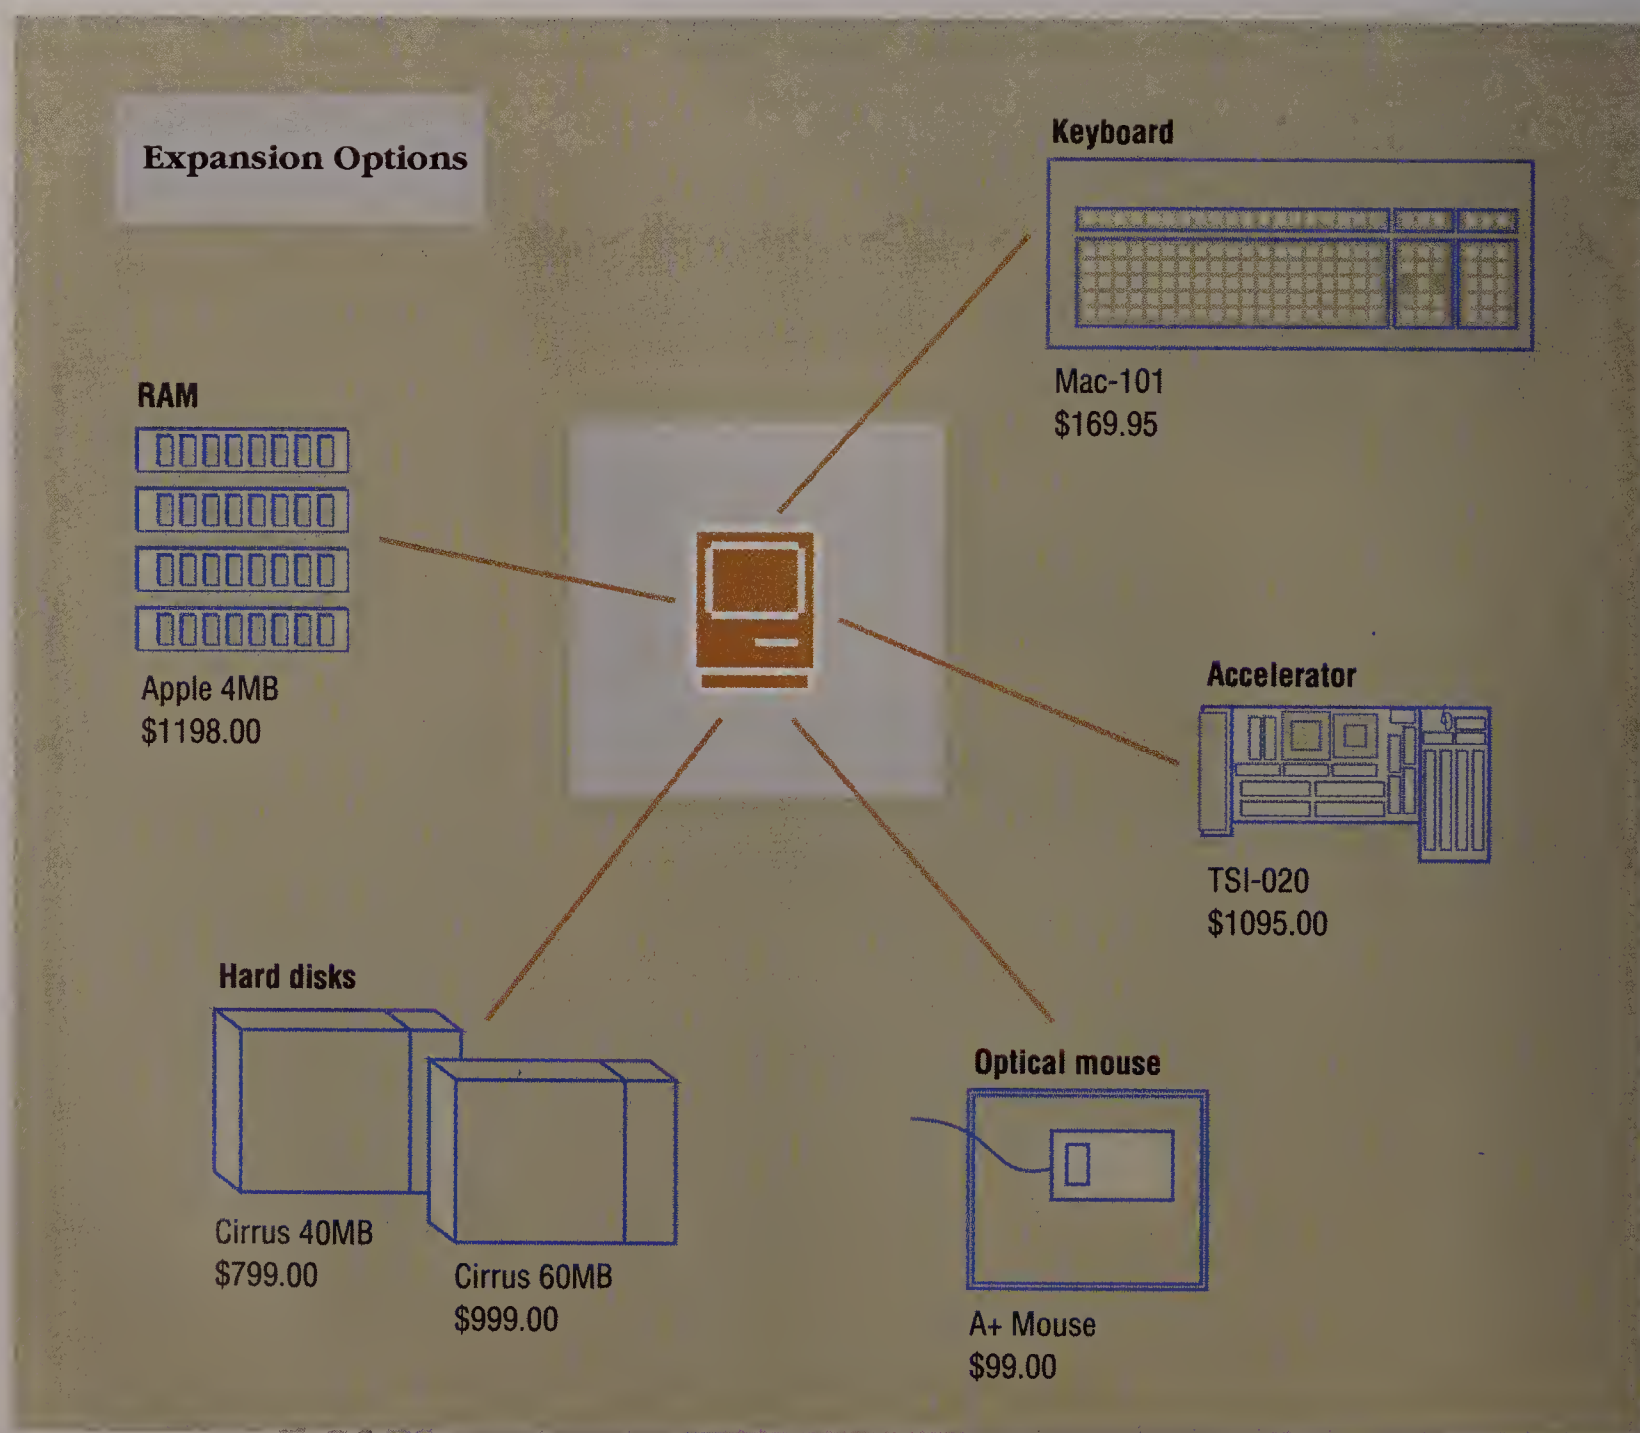 Expansion Options
Keyboard
Mac-101
$169.95
RAM
Apple 4MB
$1198.00
Accelerator
TSI-020
$1095.00
Hard disks
Cirrus 40MB
$799.00
Cirrus 60MB
$999.00
Optical mouse
A+ Mouse
$99.00